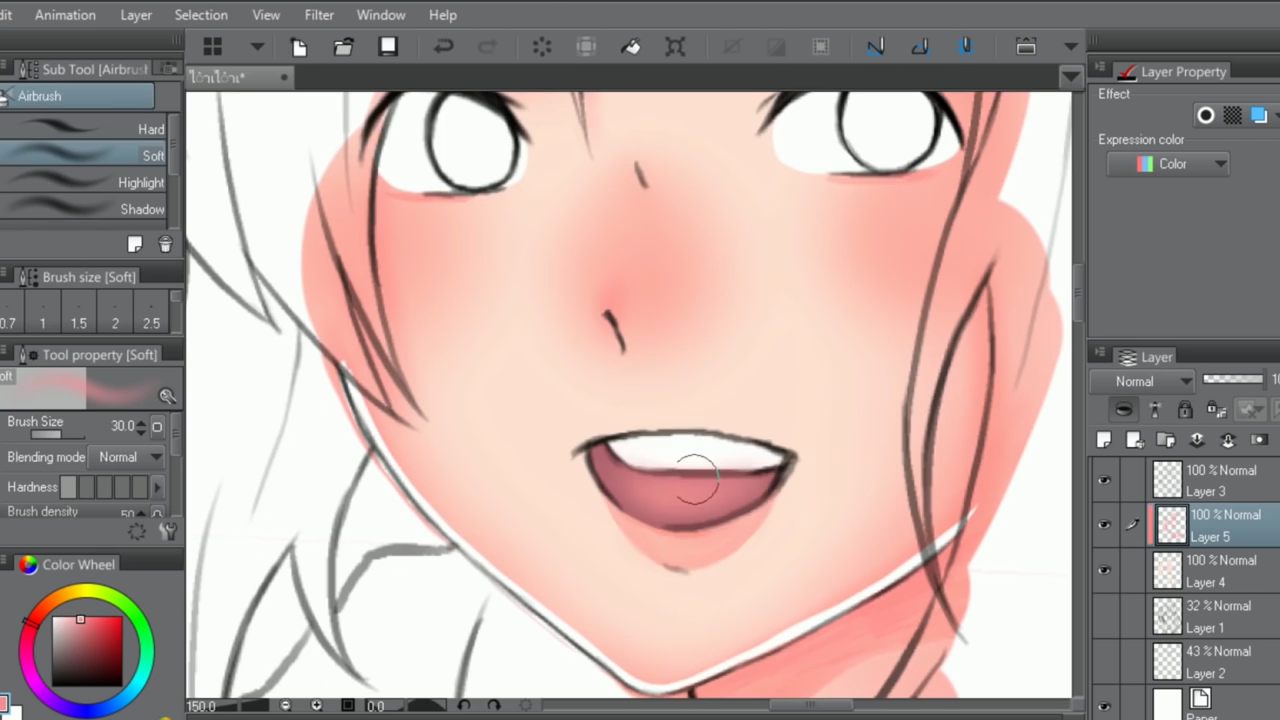 Animation Layer Selection View Filter Window Help
Sub Tool [Airbrush
Airbrush
Hard
Soft
Highlight
Shadow
Brush size [Soft]
0.7 1 1.5 2 2.5
Tool property [Soft]
Brush Size 30.0
Blending mode Normal
Hardness
Brush density 50
Color Wheel
150.0 0.0
Layer Property
Effect
Expression color
Color
Layer
Normal
100 % Normal
Layer 3
100 % Normal
Layer 5
100 % Normal
Layer 4
32 % Normal
Layer 1
43 % Normal
Layer 2
Paper